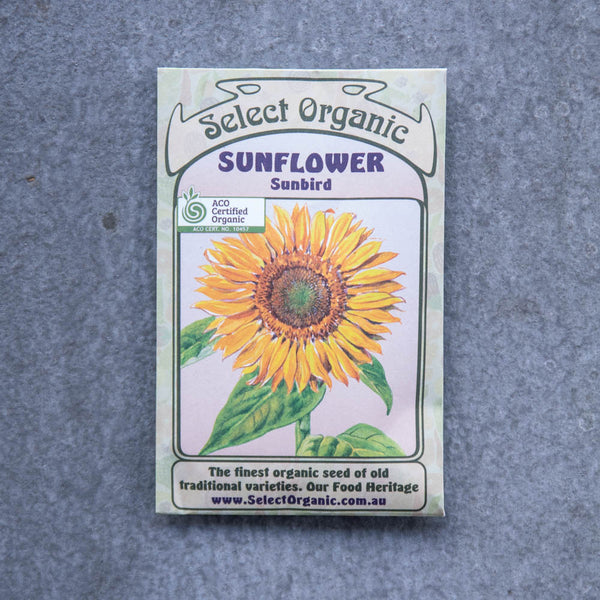 Select Organic
SUNFLOWER
Sunbird
ACO
Certified
Organic
ACO CERT. NO. 10457
The finest organic seed of old
traditional varieties. Our Food Heritage
www.SelectOrganic.com.au